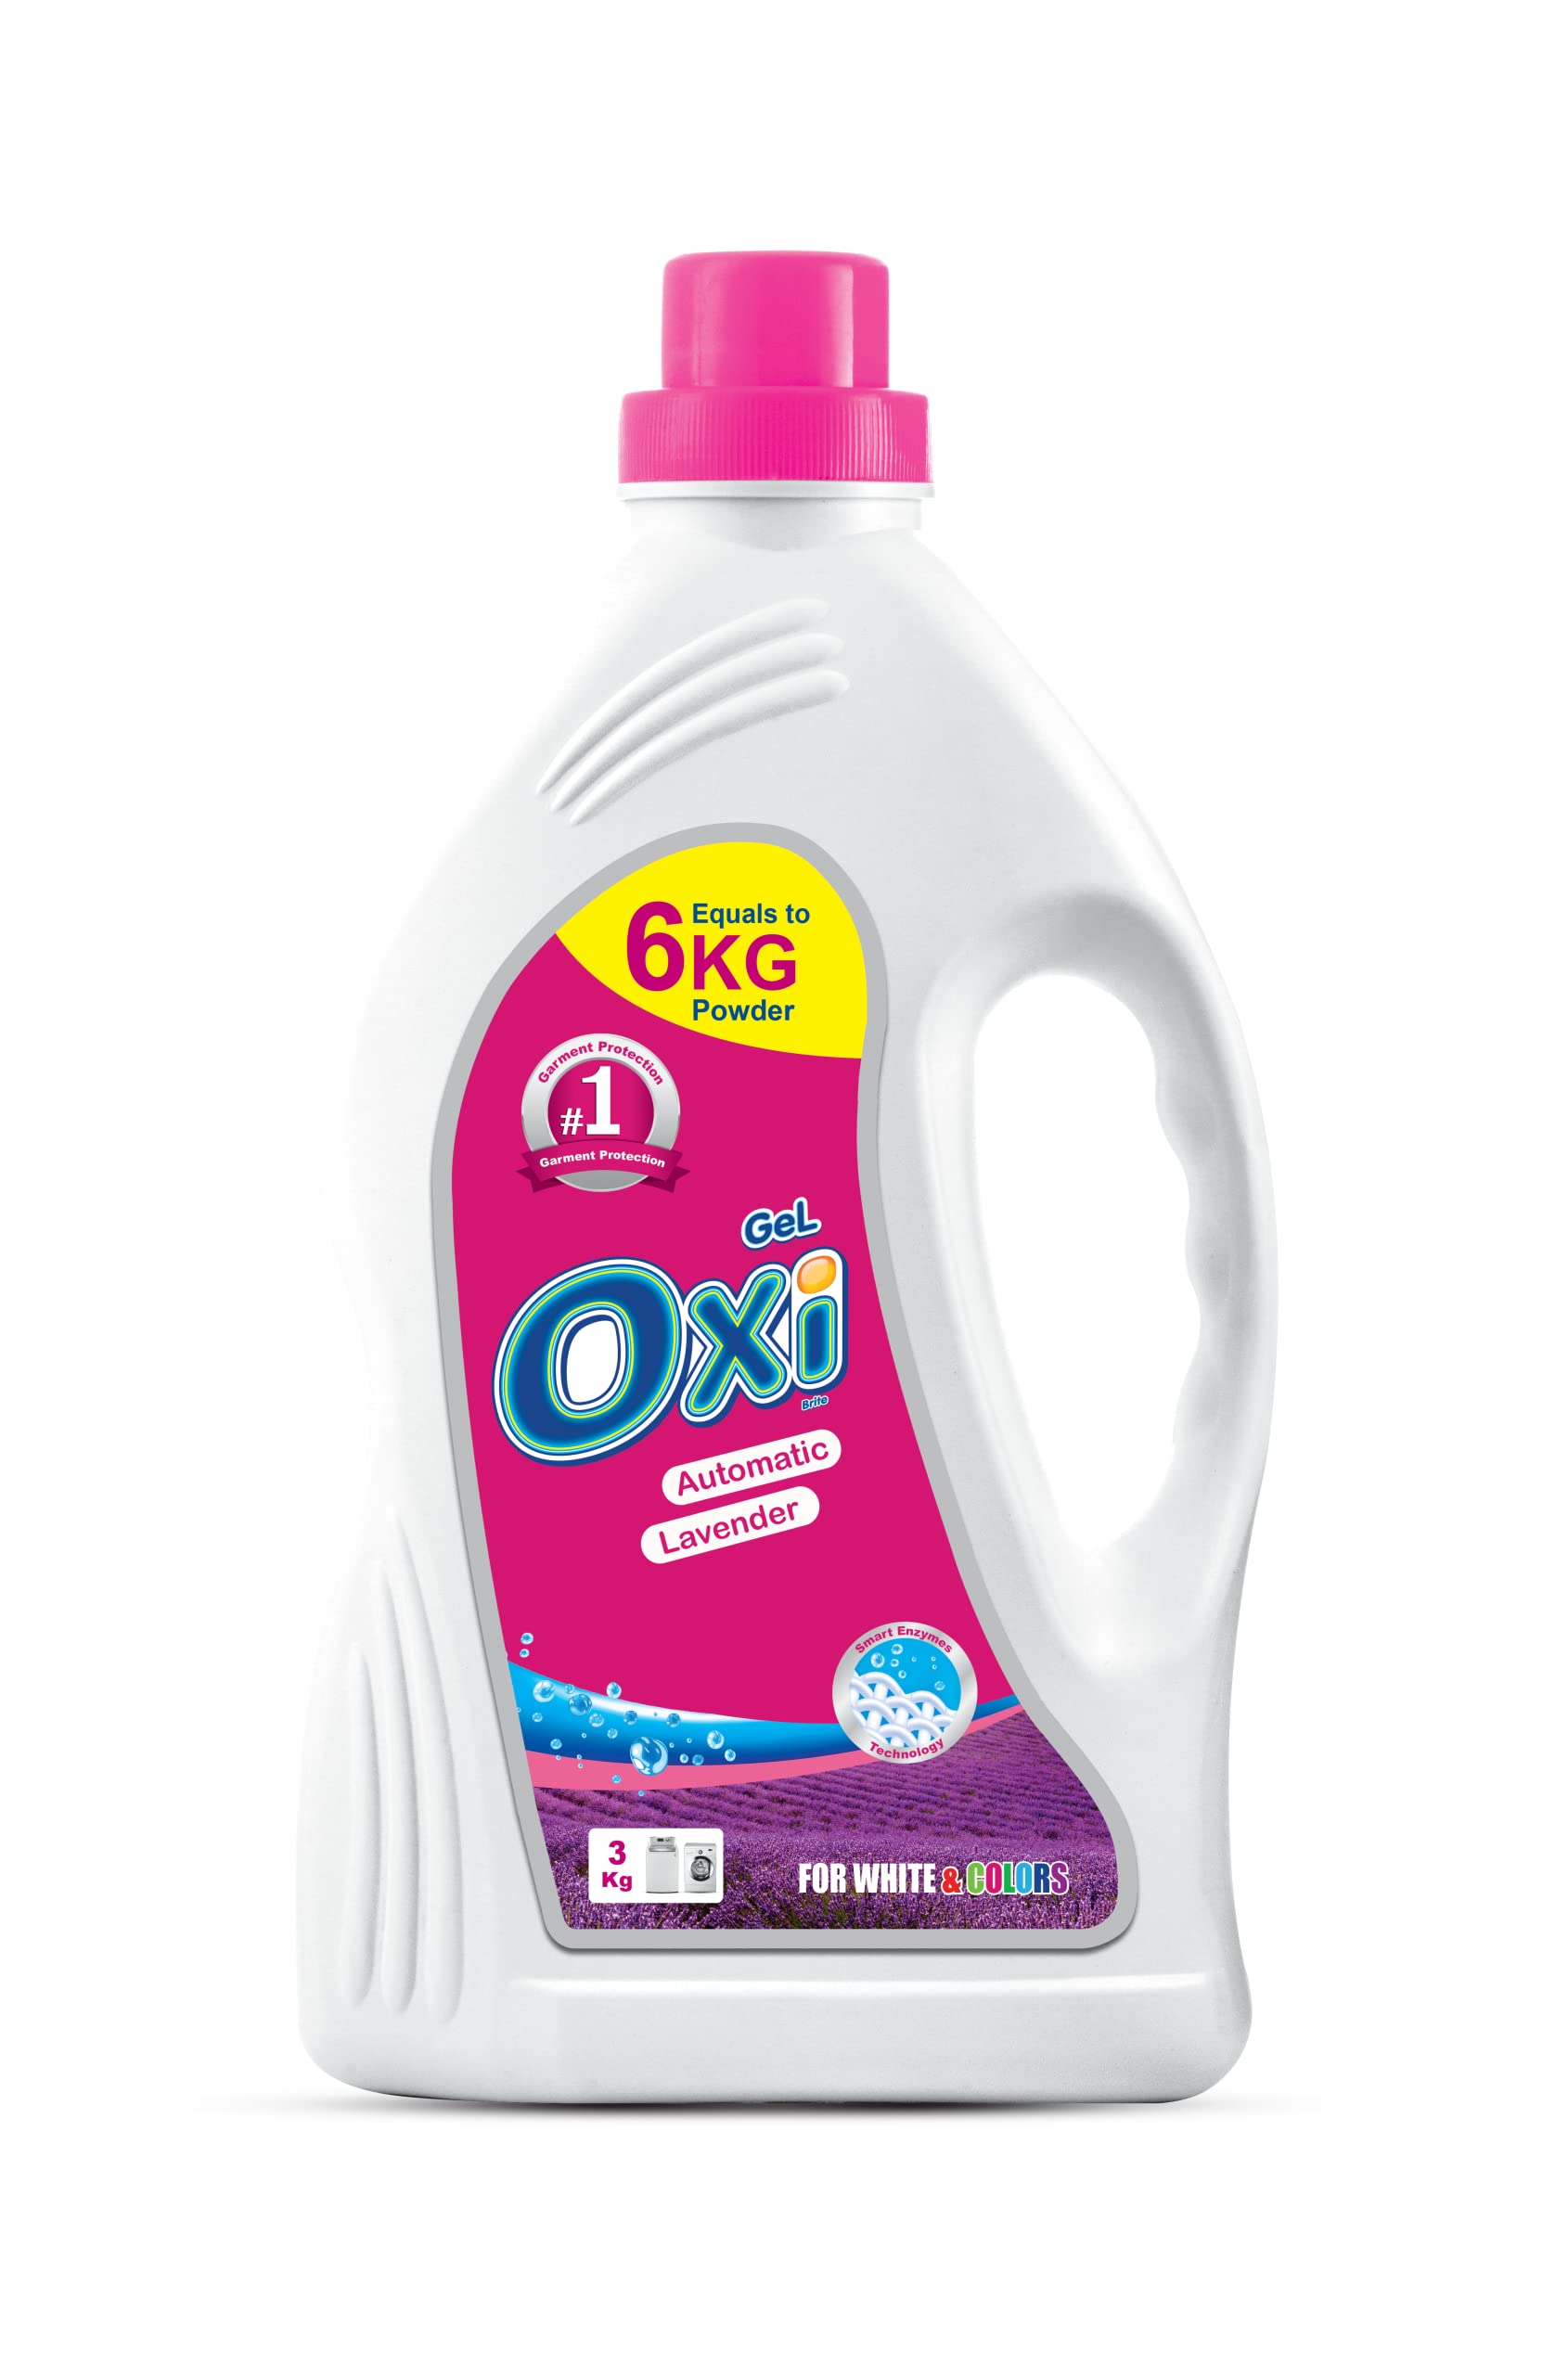 6 Equals to
KG
Powder
Garment Protection
#1
Garment Protection
GeL
Oxi
Brite
Automatic
Lavender
Smart Enzymes
Technology
3
Kg
FOR WHITE & COLORS